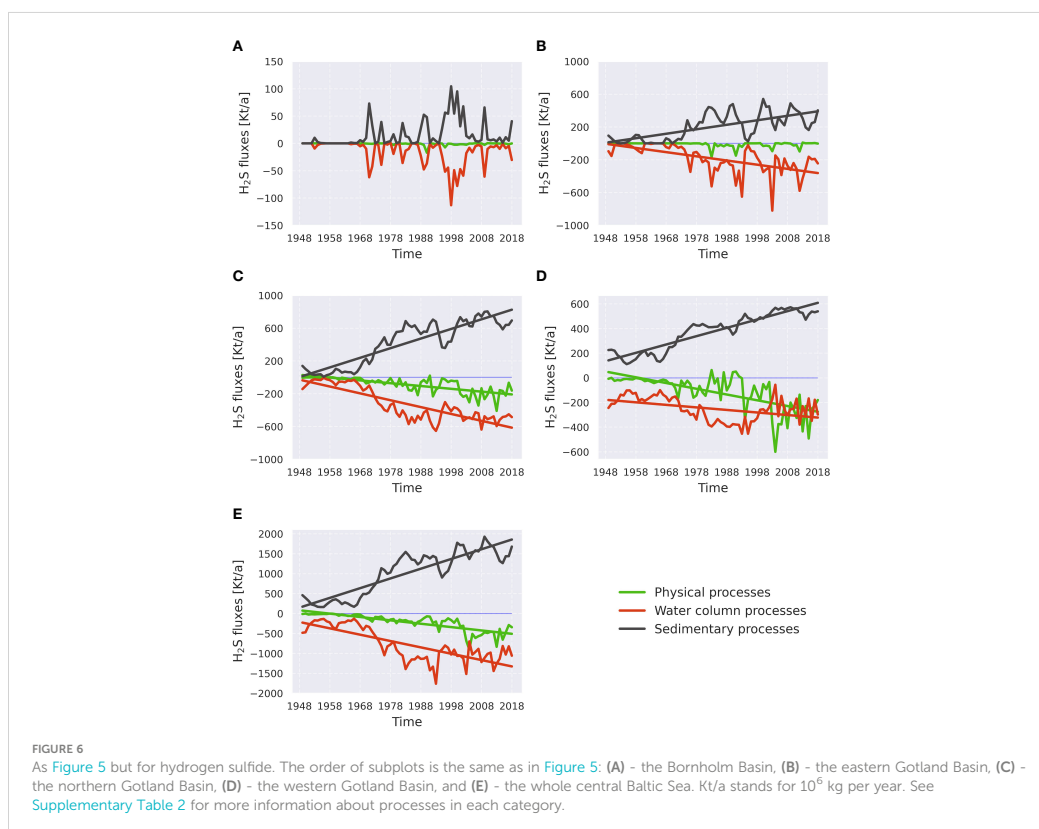 A
B
150
100
50
0
−50
−100
−150
H₂S fluxes [Kt/a]
1948 1958 1968 1978 1988 1998 2008 2018
Time
1000
600
200
−200
−600
−1000
H₂S fluxes [Kt/a]
1948 1958 1968 1978 1988 1998 2008 2018
Time
C
D
1000
600
200
−200
−600
−1000
H₂S fluxes [Kt/a]
1948 1958 1968 1978 1988 1998 2008 2018
Time
600
400
200
0
−200
−400
−600
H₂S fluxes [Kt/a]
1948 1958 1968 1978 1988 1998 2008 2018
Time
E
2000
1500
1000
500
0
−500
−1000
−1500
−2000
H₂S fluxes [Kt/a]
1948 1958 1968 1978 1988 1998 2008 2018
Time
Physical processes
Water column processes
Sedimentary processes
FIGURE 6
As Figure 5 but for hydrogen sulfide. The order of subplots is the same as in Figure 5: (A) - the Bornholm Basin, (B) - the eastern Gotland Basin, (C) -
the northern Gotland Basin, (D) - the western Gotland Basin, and (E) - the whole central Baltic Sea. Kt/a stands for 10⁶ kg per year. See
Supplementary Table 2 for more information about processes in each category.